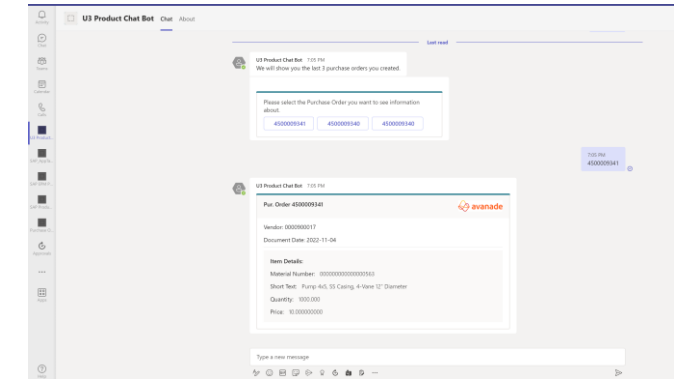 U3 Product Chat Bot Chat About
Activity
Chat
Teams
Calendar
Calls
Last read
U3 Product Chat Bot 7:05 PM
We will show you the last 3 purchase orders you created.
Please select the Purchase Order you want to see information
about.
4500009341 4500009340 4500009340
7:05 PM
4500009341
U3 Product Chat Bot 7:05 PM
Pur. Order 4500009341
avanade
Vendor: 0000900017
Document Date: 2022-11-04
Item Details:
Material Number: 000000000000000563
Short Text: Pump 4x5, SS Casing, 4-Vane 12" Diameter
Quantity: 1000.000
Price: 10.000000000
Approvals
Apps
Type a new message
Help